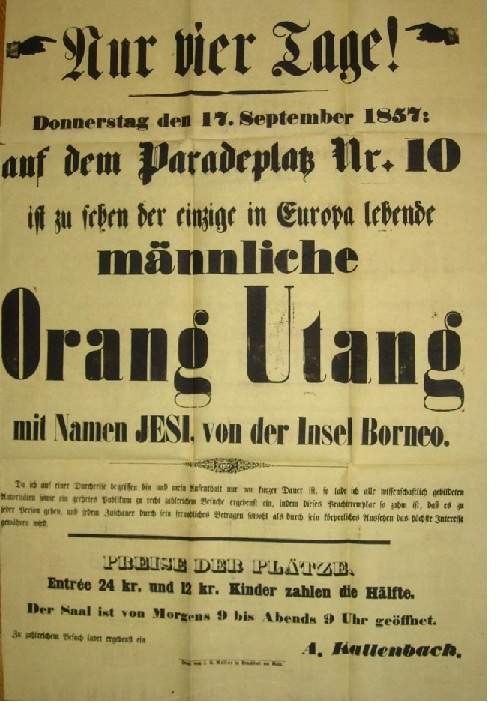 Nur vier Tage!
Donnerstag den 17. September 1857:
auf dem Paradeplatz Nr. 10
ist zu sehen der einzige in Europa lebende
männliche
Orang Utang
mit Namen JESI, von der Insel Borneo.
Da ich auf einer Durchreise begriffen bin und mein Aufenthalt nur von kurzer Dauer ist, so lade ich alle wissenschaftlich gebildeten
Autoritäten sowie ein geehrtes Publikum zu recht zahlreichem Besuche ergebenst ein, indem dieses Prachtexemplar so zahm ist, daß es zu
jeder Person gehen, und jedem Zuschauer durch sein freundliches Betragen sowohl als durch sein körperliches Aussehen das höchste Interesse
gewähren wird.
PREISE DER PLÄTZE.
Entrée 24 kr. und 12 kr. Kinder zahlen die Hälfte.
Der Saal ist von Morgens 9 bis Abends 9 Uhr geöffnet.
Zu zahlreichem Besuch ladet ergebenst ein
A. Kallenbach.